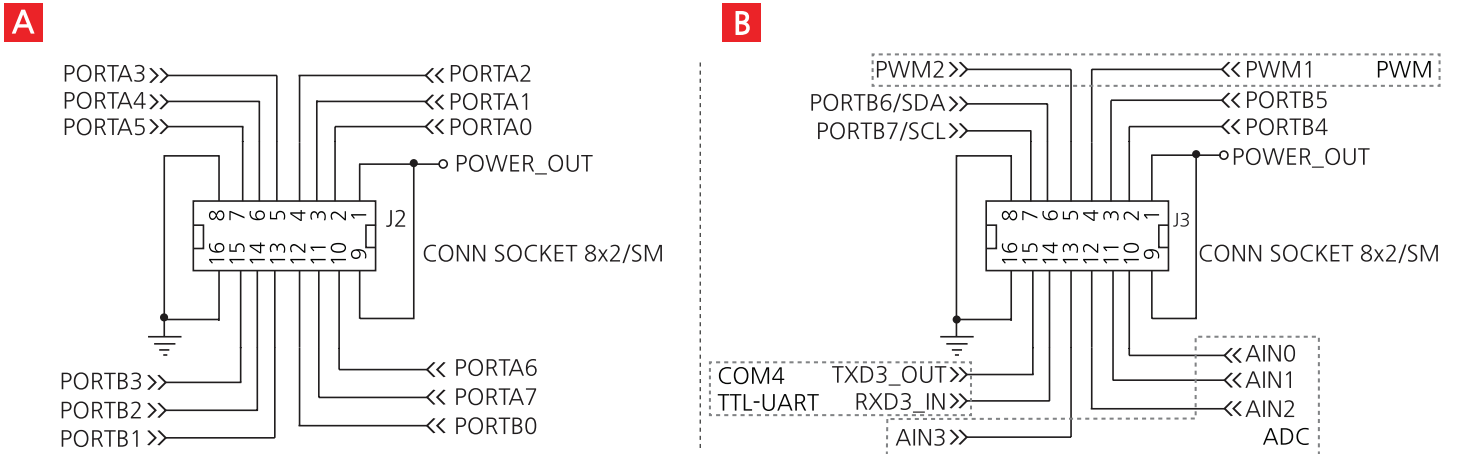 A
PORTA3
PORTA4
PORTA5
PORTA2
PORTA1
PORTA0
POWER_OUT
8 7 6 5 4 3 2 1
J2
16 15 14 13 12 11 10 9
CONN SOCKET 8x2/SM
PORTB3
PORTB2
PORTB1
PORTA6
PORTA7
PORTB0
B
PWM2
PORTB6/SDA
PORTB7/SCL
PWM1 PWM
PORTB5
PORTB4
POWER_OUT
8 7 6 5 4 3 2 1
J3
16 15 14 13 12 11 10 9
CONN SOCKET 8x2/SM
COM4 TXD3_OUT
TTL-UART RXD3_IN
AIN3
AIN0
AIN1
AIN2
ADC